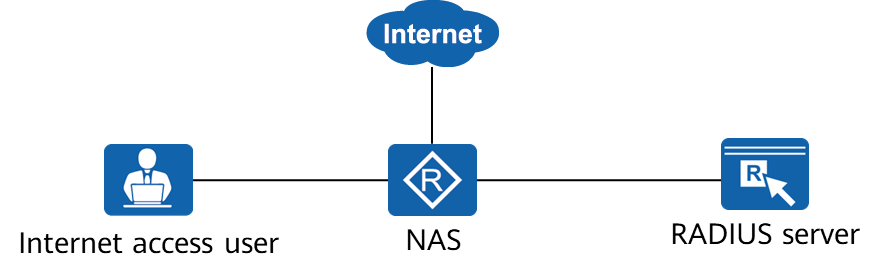 Internet
R
R
Internet access user
NAS
RADIUS server